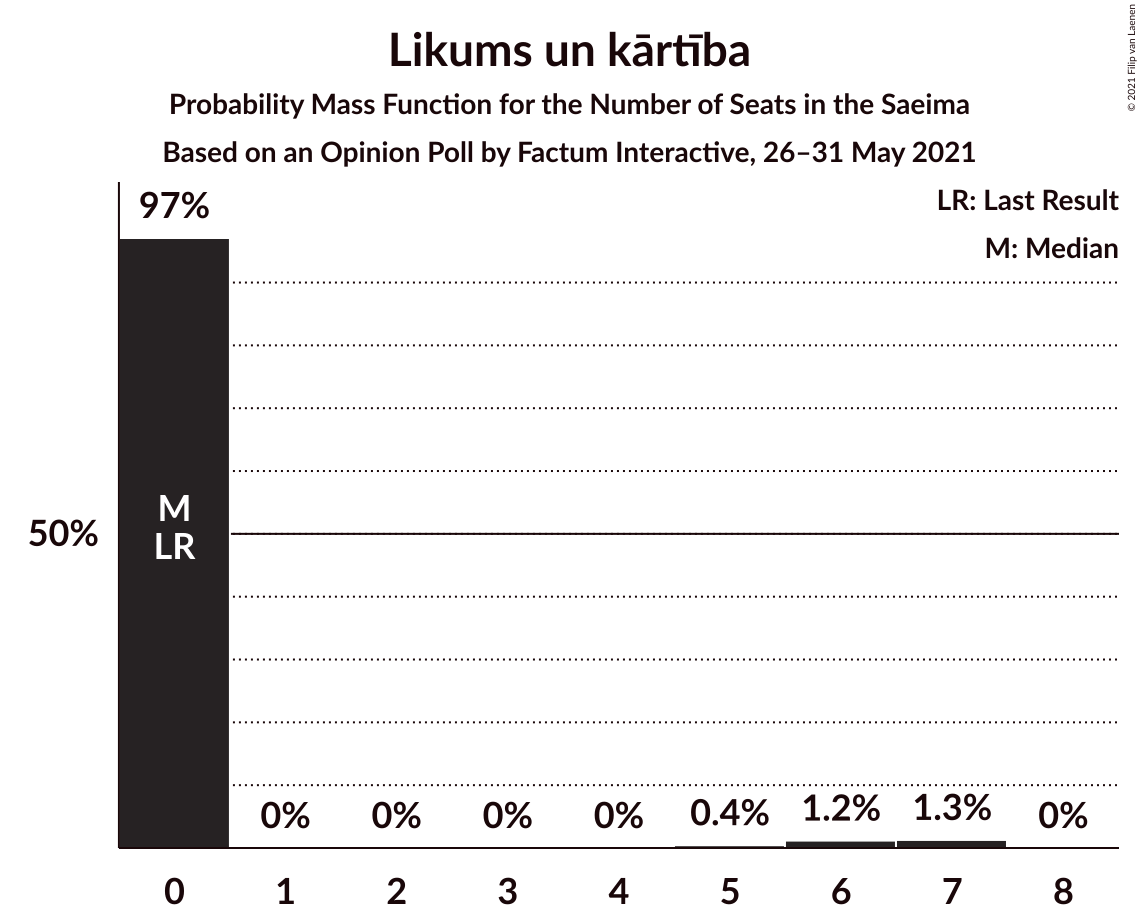 Likums un kārtība
Probability Mass Function for the Number of Seats in the Saeima
Based on an Opinion Poll by Factum Interactive, 26–31 May 2021
© 2021 Filip van Laenen
LR: Last Result
M: Median
97%
M
LR
50%
0% 0% 0% 0% 0.4% 1.2% 1.3% 0%
0 1 2 3 4 5 6 7 8